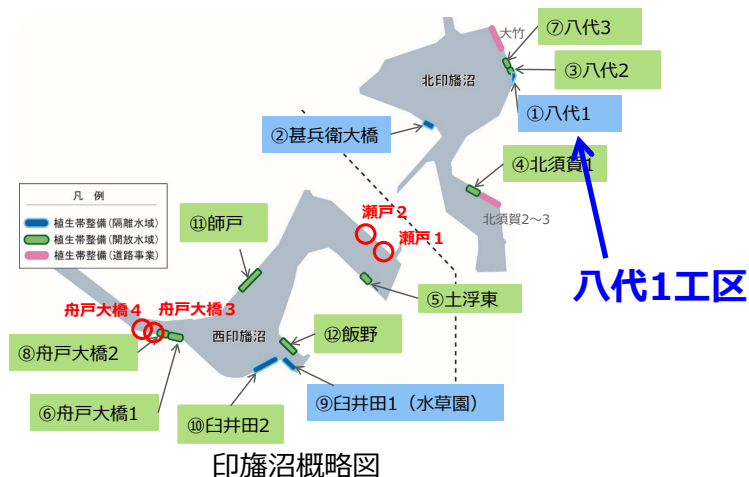 大竹
⑦八代3
③八代2
北印旛沼
①八代1
②甚兵衛大橋
④北須賀1
凡 例
植生帯整備(隔離水域)
植生帯整備(開放水域)
植生帯整備(道路事業)
⑪師戸
瀬戸２
瀬戸１
北須賀2～3
八代1工区
⑤土浮東
舟戸大橋４
舟戸大橋３
西印旛沼
⑫飯野
⑧舟戸大橋2
⑨臼井田1（水草園）
⑥舟戸大橋1
⑩臼井田2
印旛沼概略図